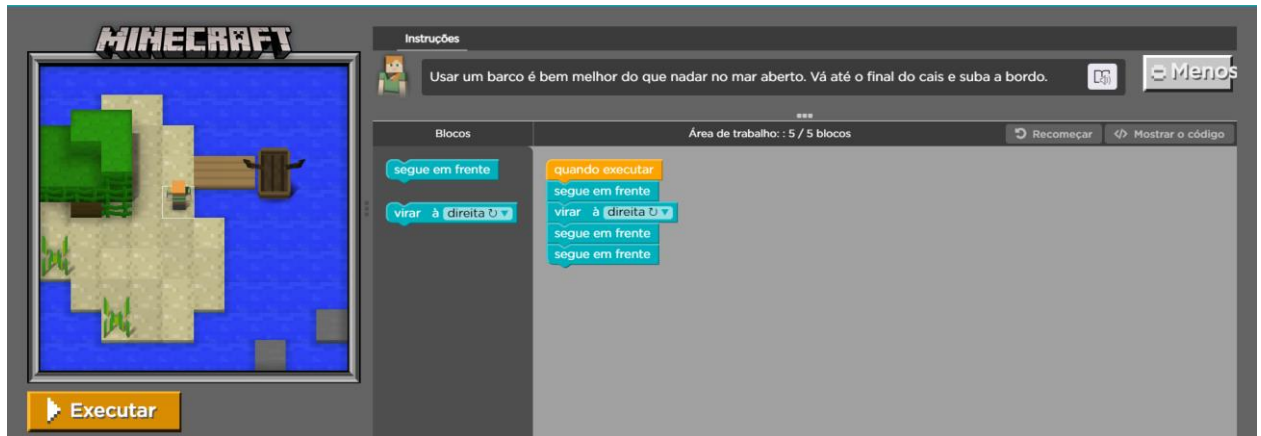 MINECRAFT
Instruções
Usar um barco é bem melhor do que nadar no mar aberto. Vá até o final do cais e suba a bordo.
Menos
Blocos
Área de trabalho: : 5 / 5 blocos
Recomeçar
</> Mostrar o código
segue em frente
virar à direita ↻ ▼
quando executar
segue em frente
virar à direita ↻ ▼
segue em frente
segue em frente
Executar